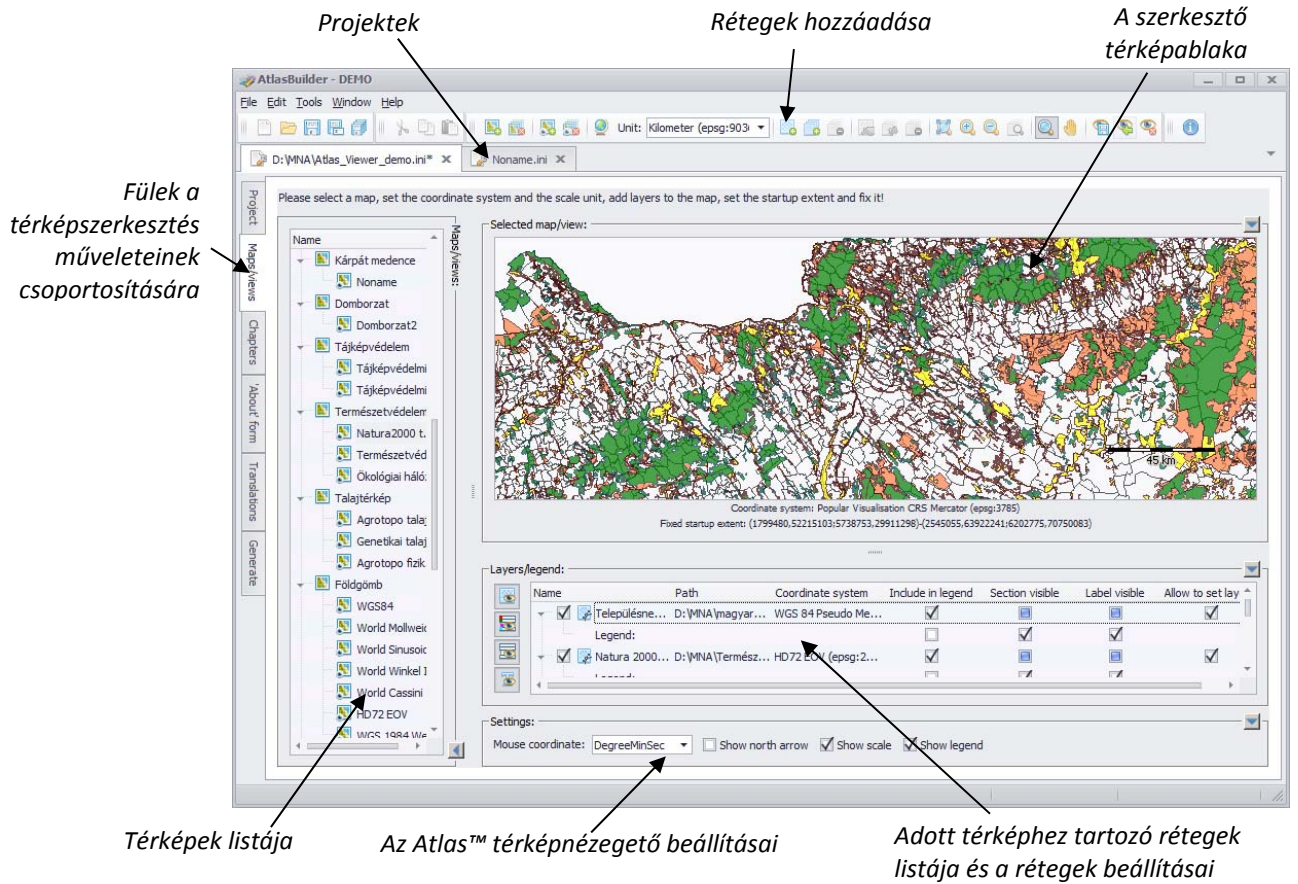 Projektek
Rétegek hozzáadása
A szerkesztő
térképablaka
AtlasBuilder - DEMO
File Edit Tools Window Help
Unit: Kilometer (epsg:903
D:\MNA\Atlas_Viewer_demo.ini*
Noname.ini
Fülek a
térképszerkesztés
műveleteinek
csoportosítására
Project
Maps/views
Chapters
'About' form
Translations
Generate
Please select a map, set the coordinate system and the scale unit, add layers to the map, set the startup extent and fix it!
Maps/views:
Name
Kárpát medence
Noname
Domborzat
Domborzat2
Tájképvédelem
Tájképvédelmi
Tájképvédelmi
Természetvédelem
Natura2000 t.
Természetvéd
Ökológiai háló:
Talajtérkép
Agrotopo talaj
Genetikai talaj
Agrotopo fizik
Földgömb
WGS84
World Mollweid
World Sinusoid
World Winkel I
World Cassini
HD72 EOV
WGS 1984 We
Selected map/view:
45 km
Coordinate system: Popular Visualisation CRS Mercator (epsg:3785)
Fixed startup extent: (1799480,52215103;5738753,29911298)-(2545055,63922241;6202775,70750083)
Layers/legend:
Name Path Coordinate system Include in legend Section visible Label visible Allow to set lay
Településne... D:\MNA\magyar... WGS 84 Pseudo Me...
Legend:
Natura 2000... D:\MNA\Termész... HD72 EOV (epsg:2...
Legend:
Settings:
Mouse coordinate: DegreeMinSec Show north arrow Show scale Show legend
Térképek listája
Az Atlas™ térképnézegető beállításai
Adott térképhez tartozó rétegek
listája és a rétegek beállításai